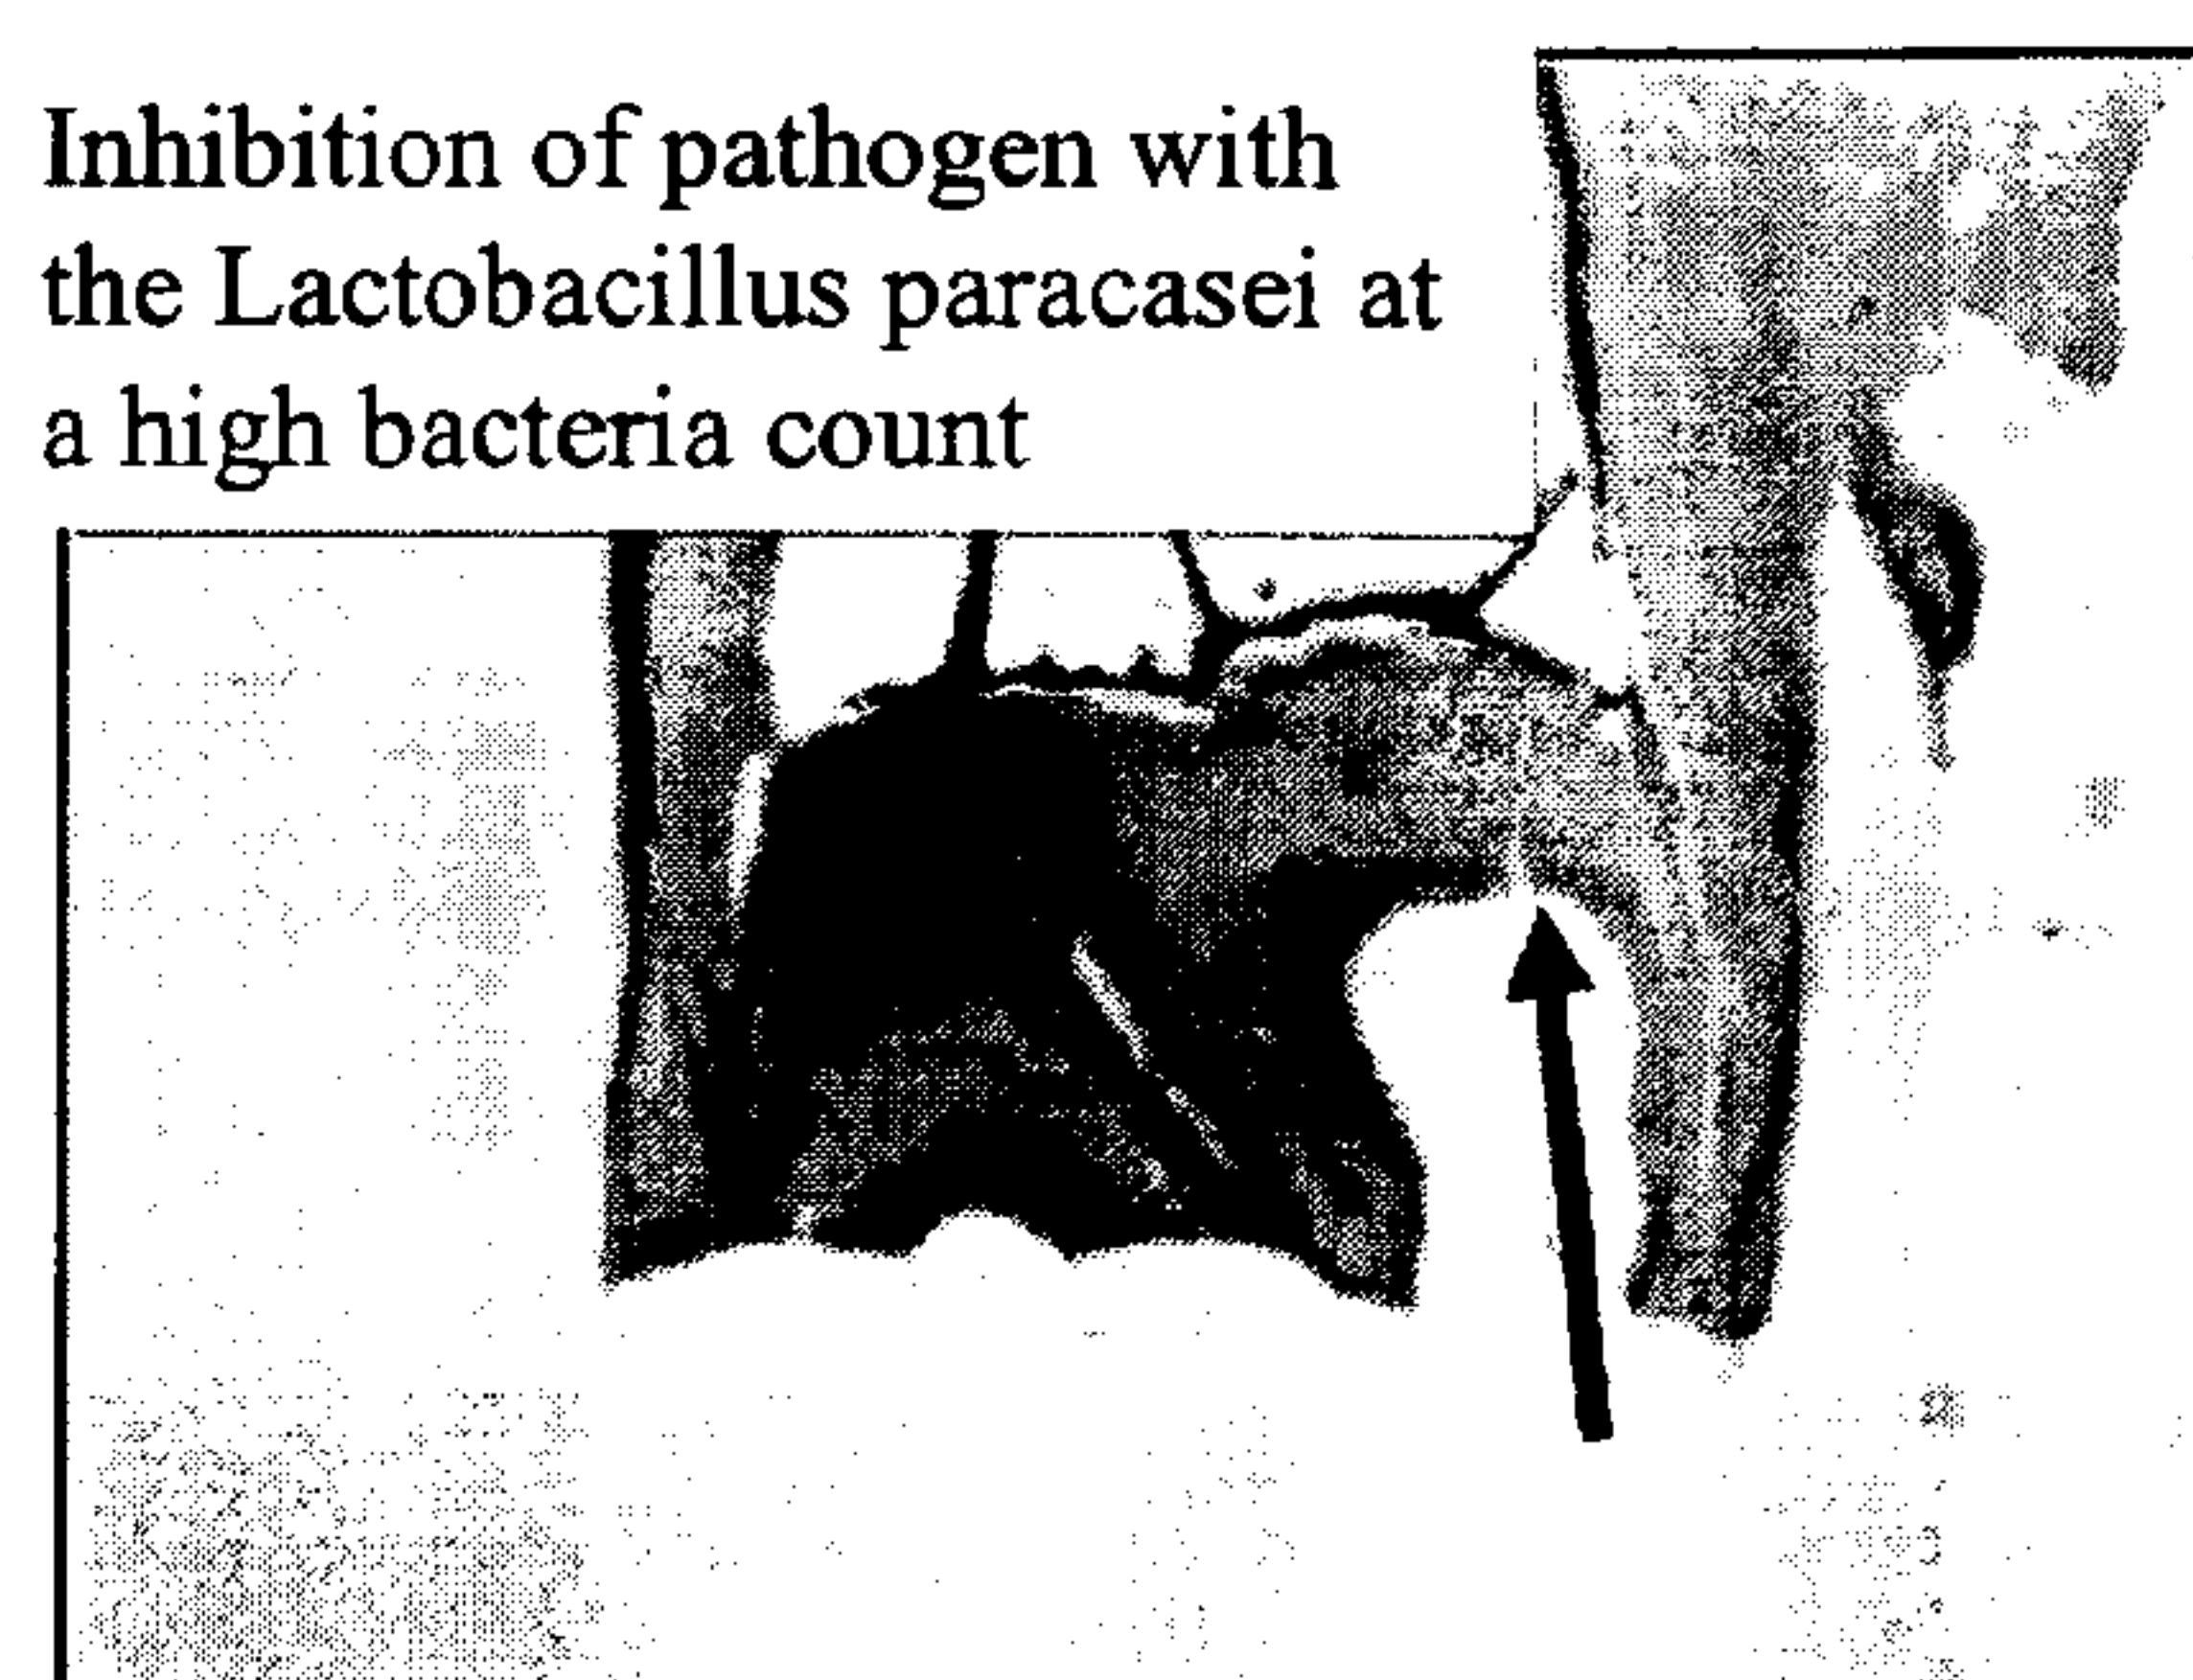 Inhibition of pathogen with
the Lactobacillus paracasei at
a high bacteria count